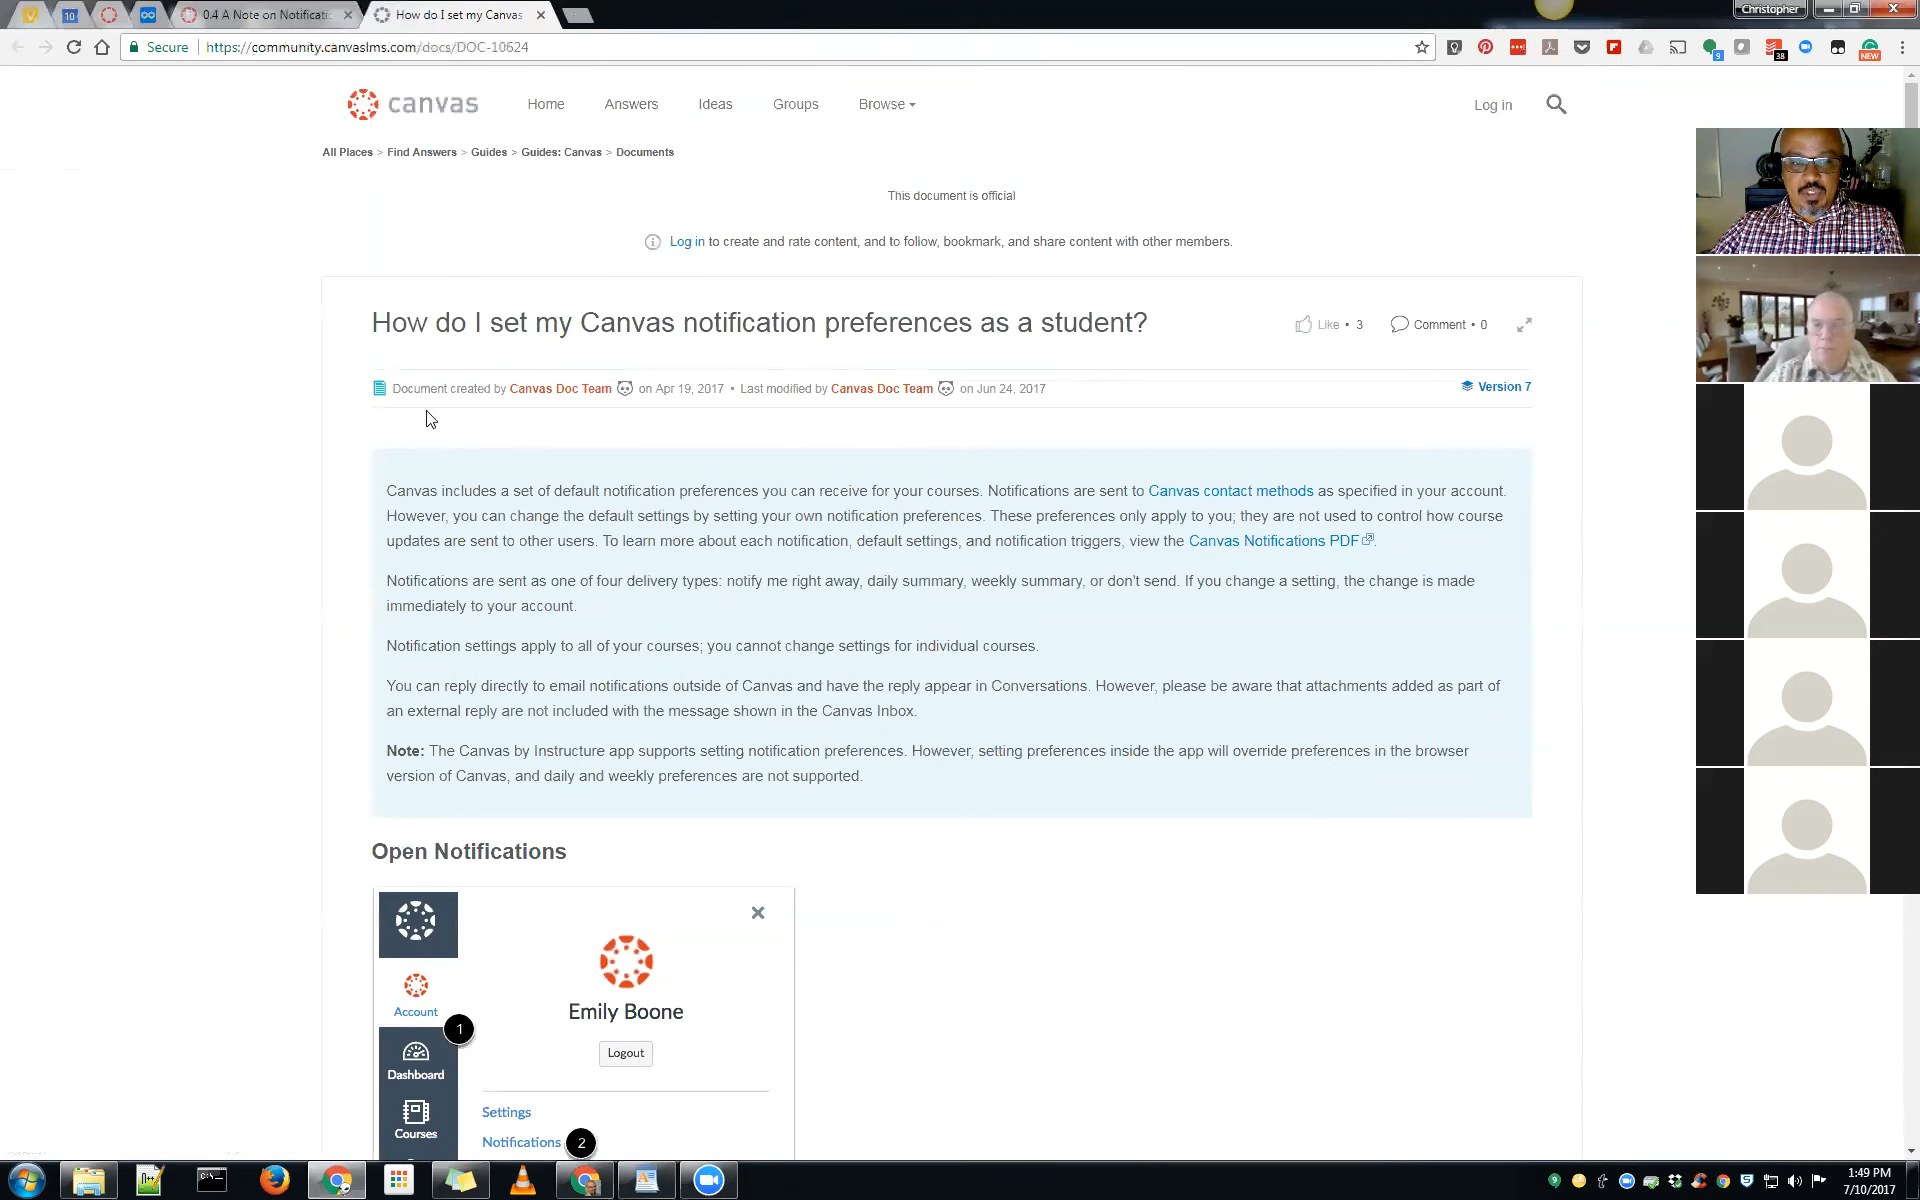 10
0.4 A Note on Notificati
How do I set my Canvas
Christopher
Secure
https://community.canvaslms.com/docs/DOC-10624
9
38
NEW
canvas
Home
Answers
Ideas
Groups
Browse
Log in
All Places > Find Answers > Guides > Guides: Canvas > Documents
This document is official
Log in to create and rate content, and to follow, bookmark, and share content with other members.
How do I set my Canvas notification preferences as a student?
Like • 3
Comment • 0
Document created by Canvas Doc Team on Apr 19, 2017 • Last modified by Canvas Doc Team on Jun 24, 2017
Version 7
Canvas includes a set of default notification preferences you can receive for your courses. Notifications are sent to Canvas contact methods as specified in your account.
However, you can change the default settings by setting your own notification preferences. These preferences only apply to you; they are not used to control how course
updates are sent to other users. To learn more about each notification, default settings, and notification triggers, view the Canvas Notifications PDF.
Notifications are sent as one of four delivery types: notify me right away, daily summary, weekly summary, or don't send. If you change a setting, the change is made
immediately to your account.
Notification settings apply to all of your courses; you cannot change settings for individual courses.
You can reply directly to email notifications outside of Canvas and have the reply appear in Conversations. However, please be aware that attachments added as part of
an external reply are not included with the message shown in the Canvas Inbox.
Note: The Canvas by Instructure app supports setting notification preferences. However, setting preferences inside the app will override preferences in the browser
version of Canvas, and daily and weekly preferences are not supported.
Open Notifications
Account
1
Emily Boone
Logout
Dashboard
Courses
Settings
Notifications
2
1:49 PM
7/10/2017